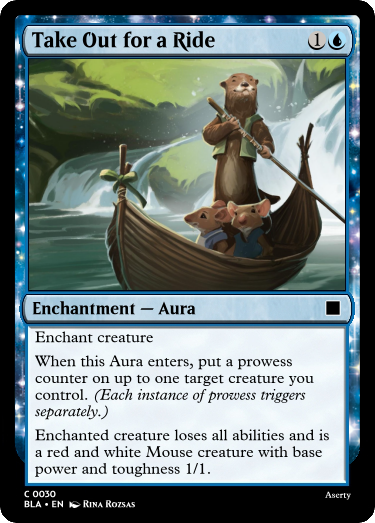 Take Out for a Ride 1
Enchantment — Aura
Enchant creature
When this Aura enters, put a prowess
counter on up to one target creature you
control. (Each instance of prowess triggers
separately.)
Enchanted creature loses all abilities and is
a red and white Mouse creature with base
power and toughness 1/1.
C 0030
BLA • EN Rina Rozsas
Aserty